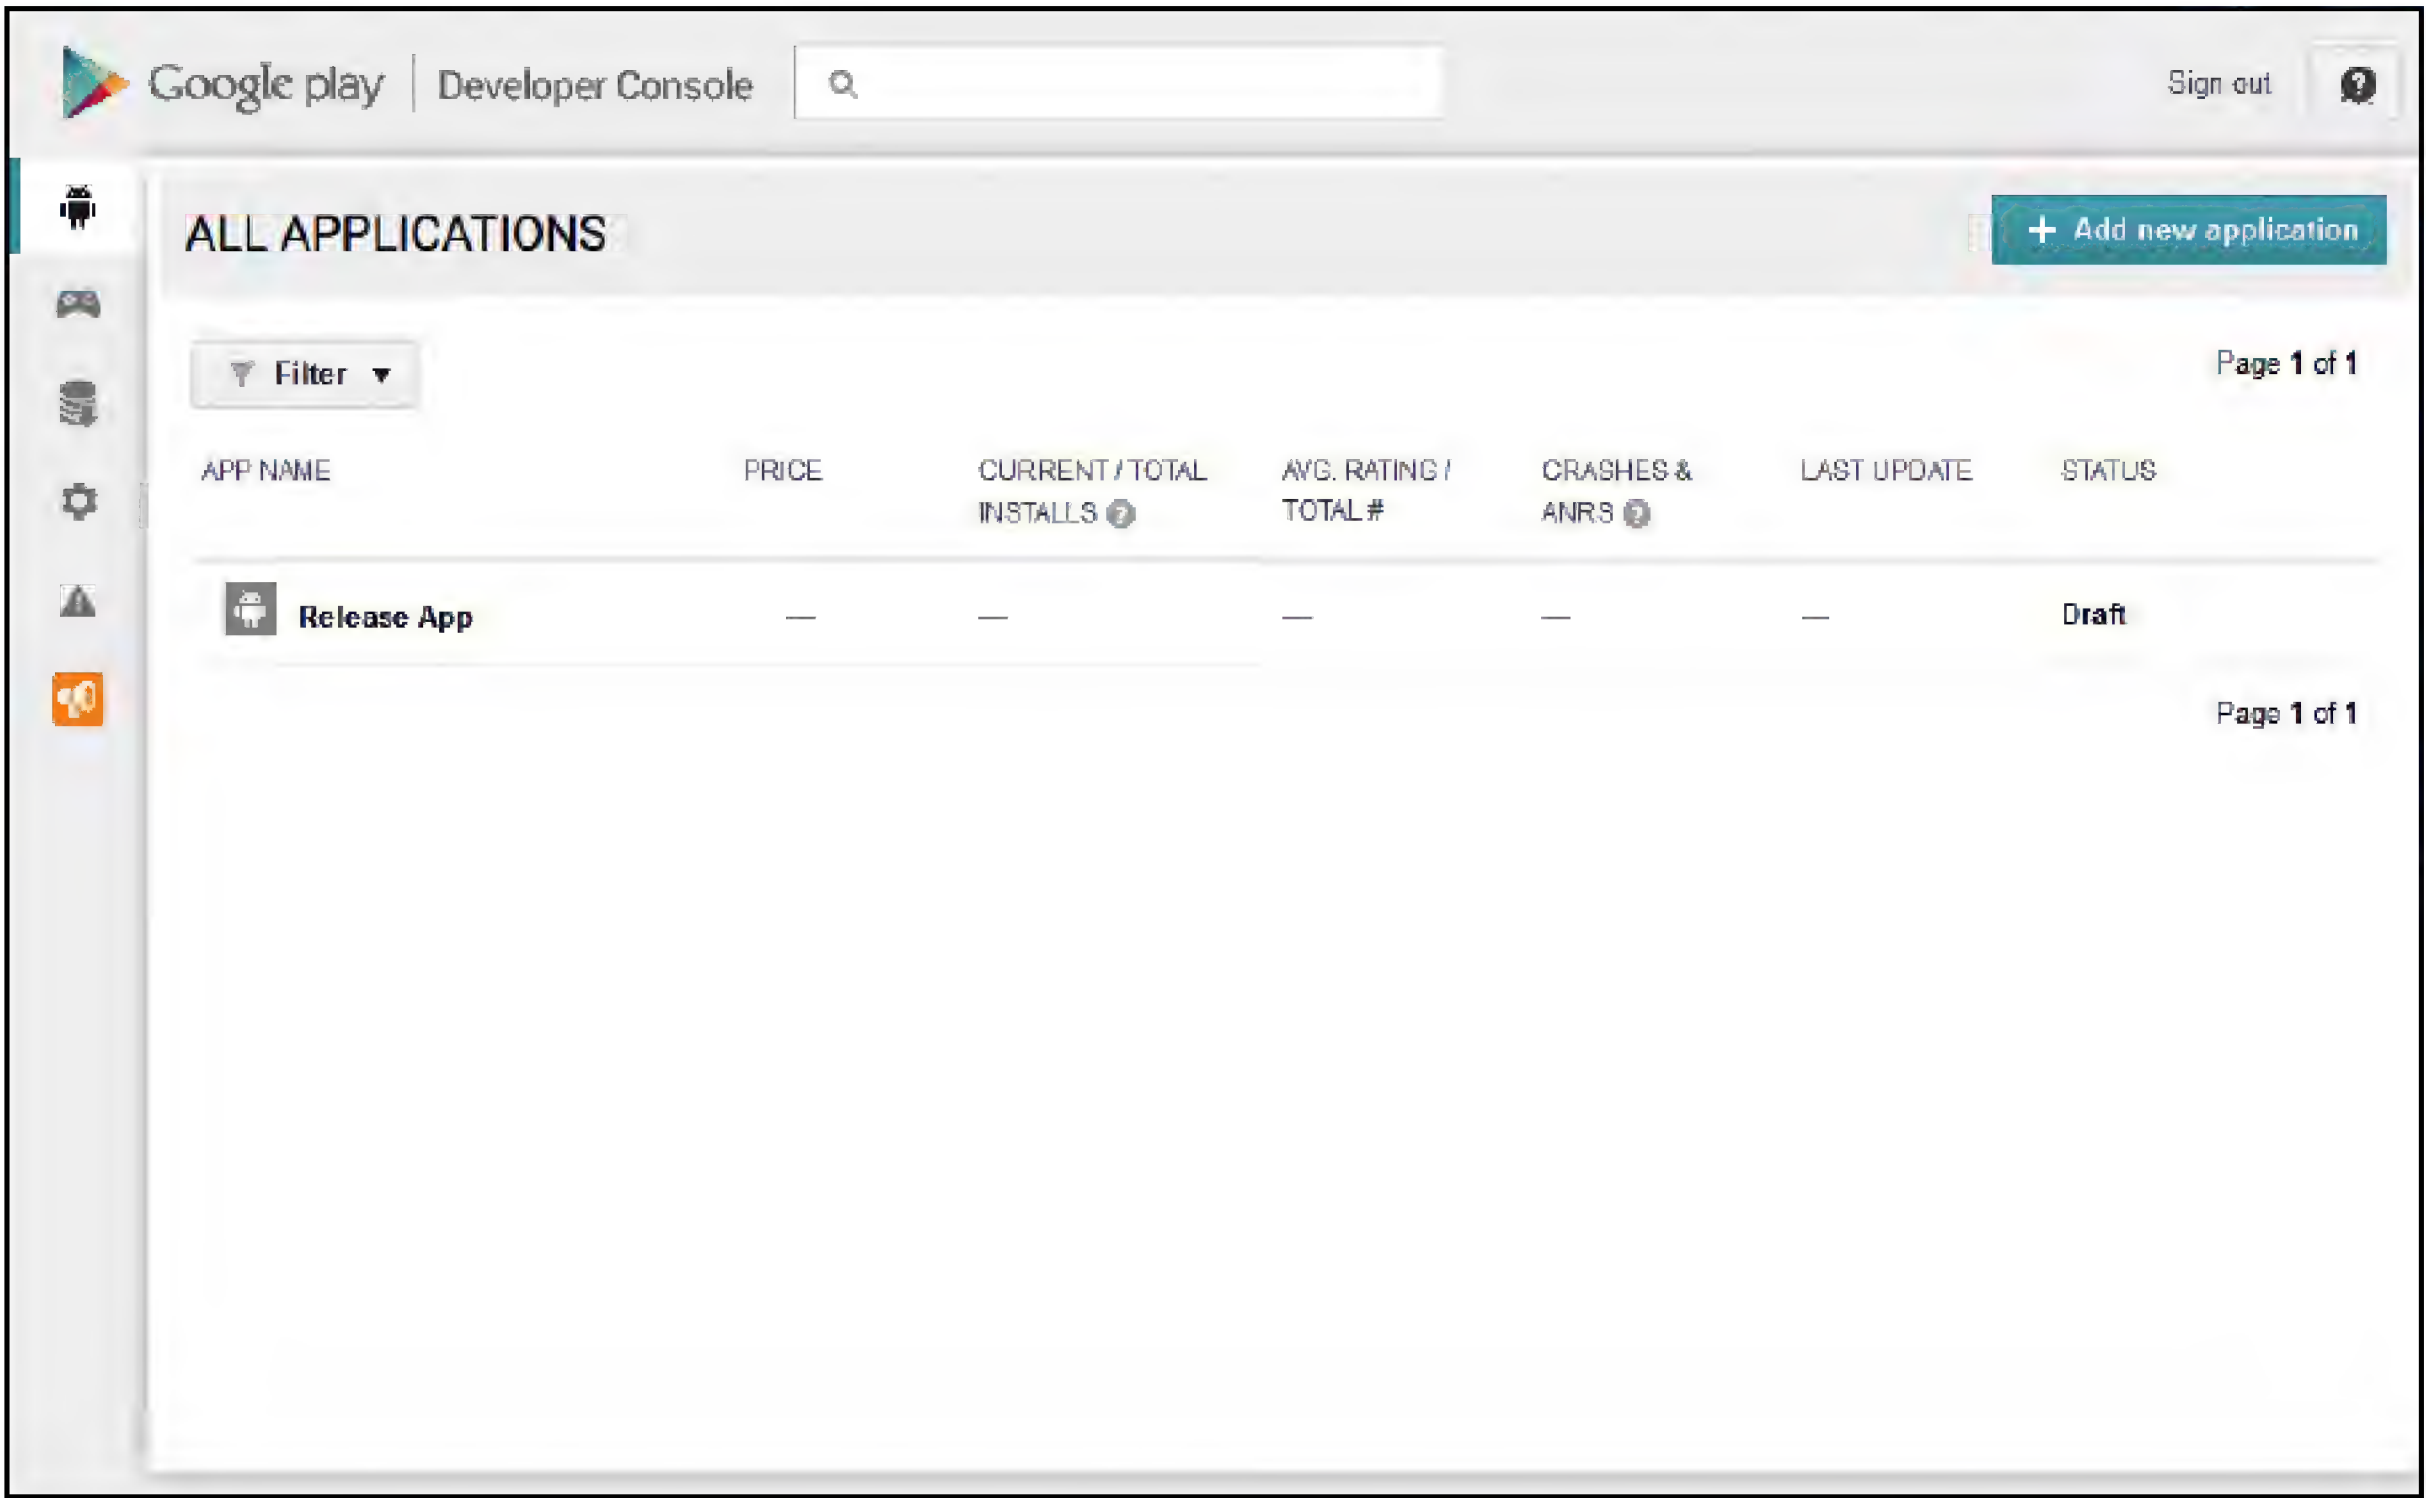 Google play | Developer Console
Sign out
ALL APPLICATIONS
+ Add new application
Filter
Page 1 of 1
APP NAME PRICE CURRENT / TOTAL INSTALLS AVG. RATING / TOTAL # CRASHES & ANRS LAST UPDATE STATUS
Release App — — — — — Draft
Page 1 of 1